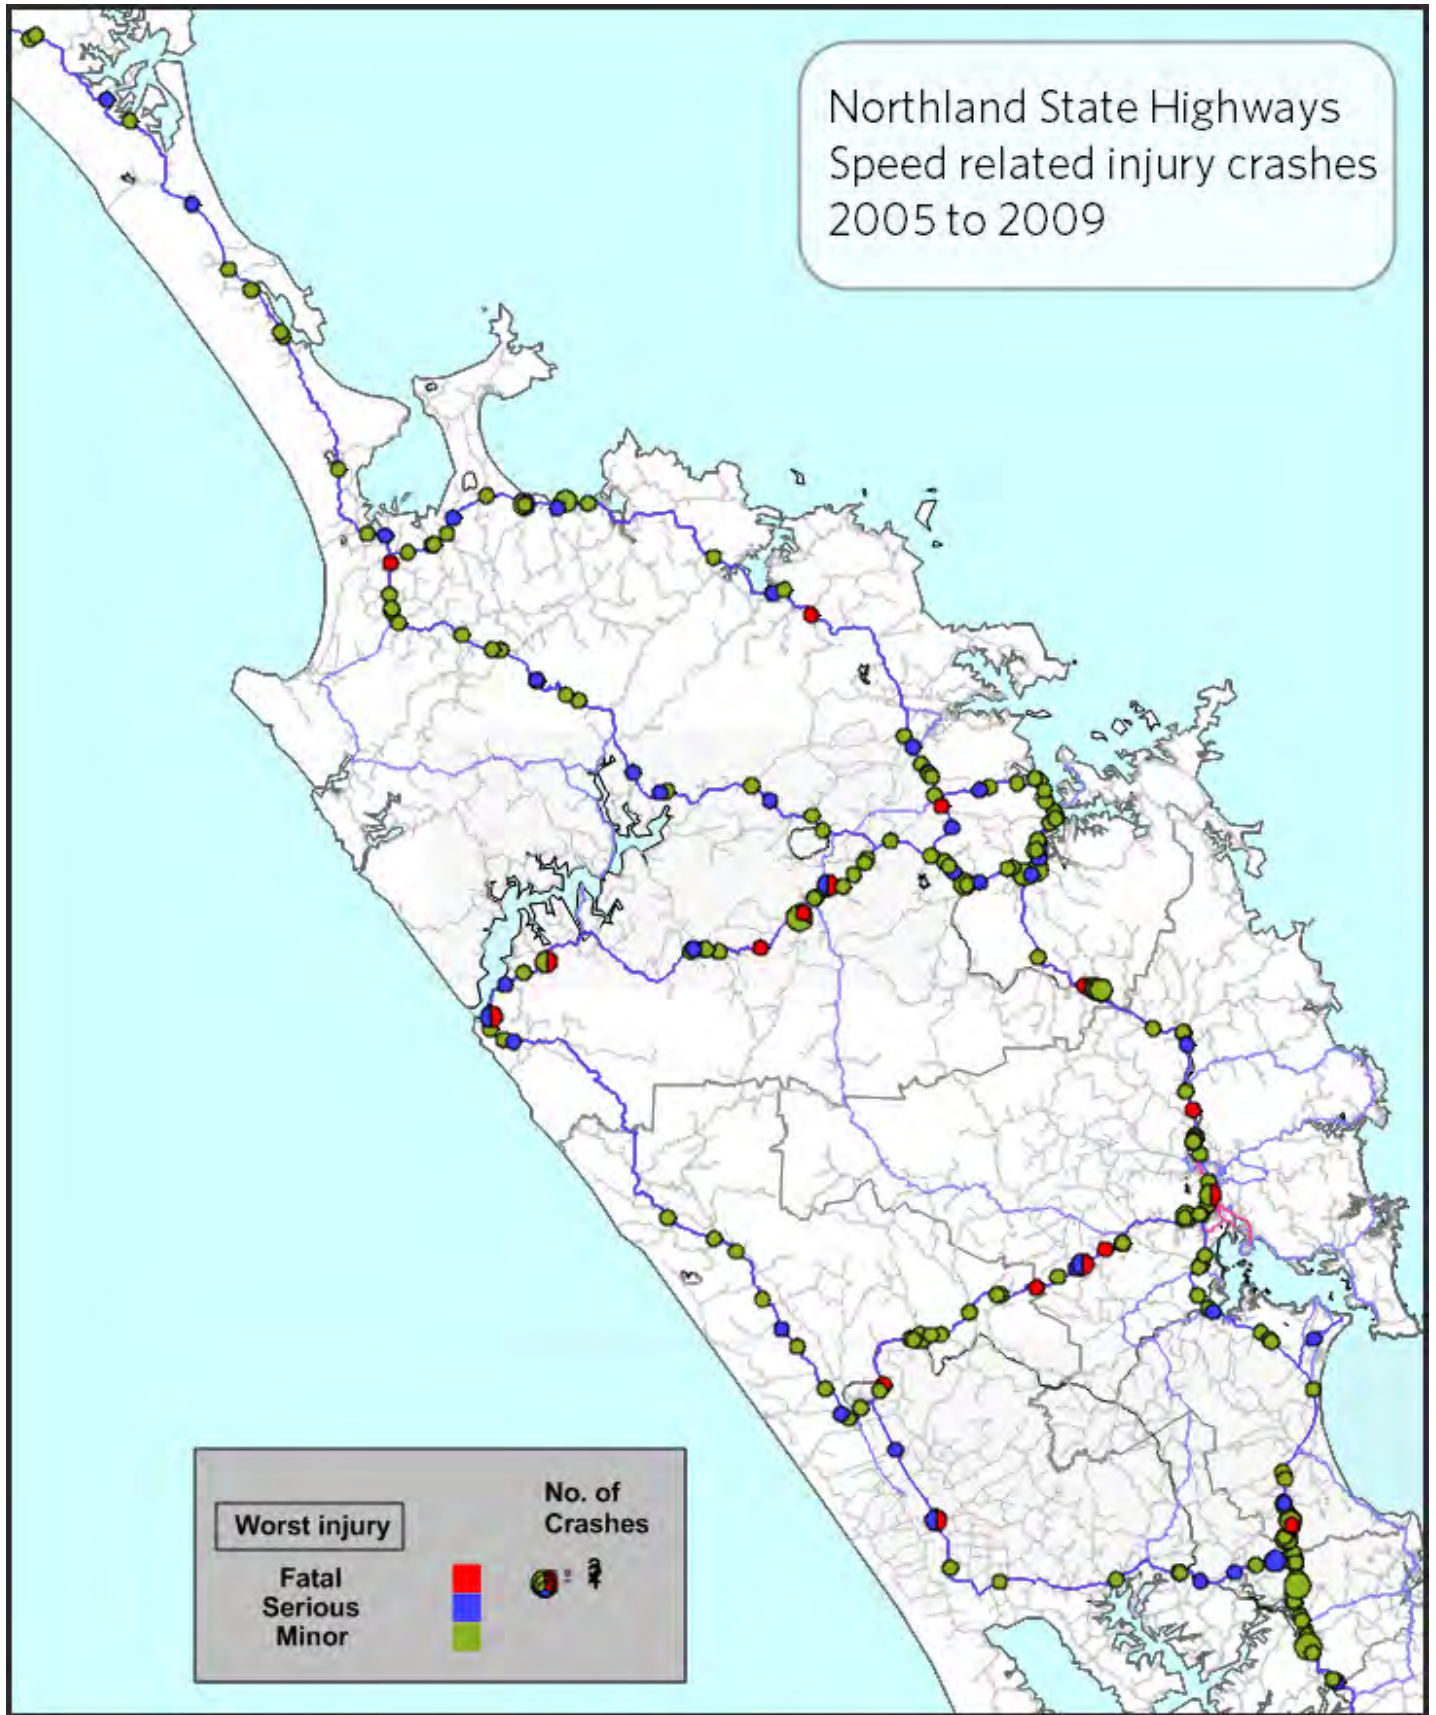 Northland State Highways
Speed related injury crashes
2005 to 2009
No. of
Crashes
Worst injury
Fatal
Serious
Minor